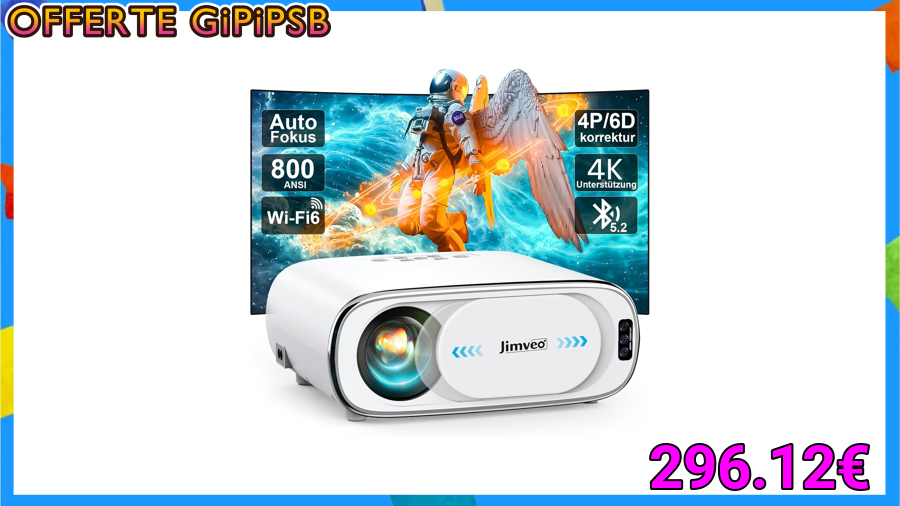 OFFERTE GiPiPSB
Auto
Fokus
800
ANSI
Wi-Fi6
4P/6D
korrektur
4K
Unterstützung
5.2
Jimveo
296.12€